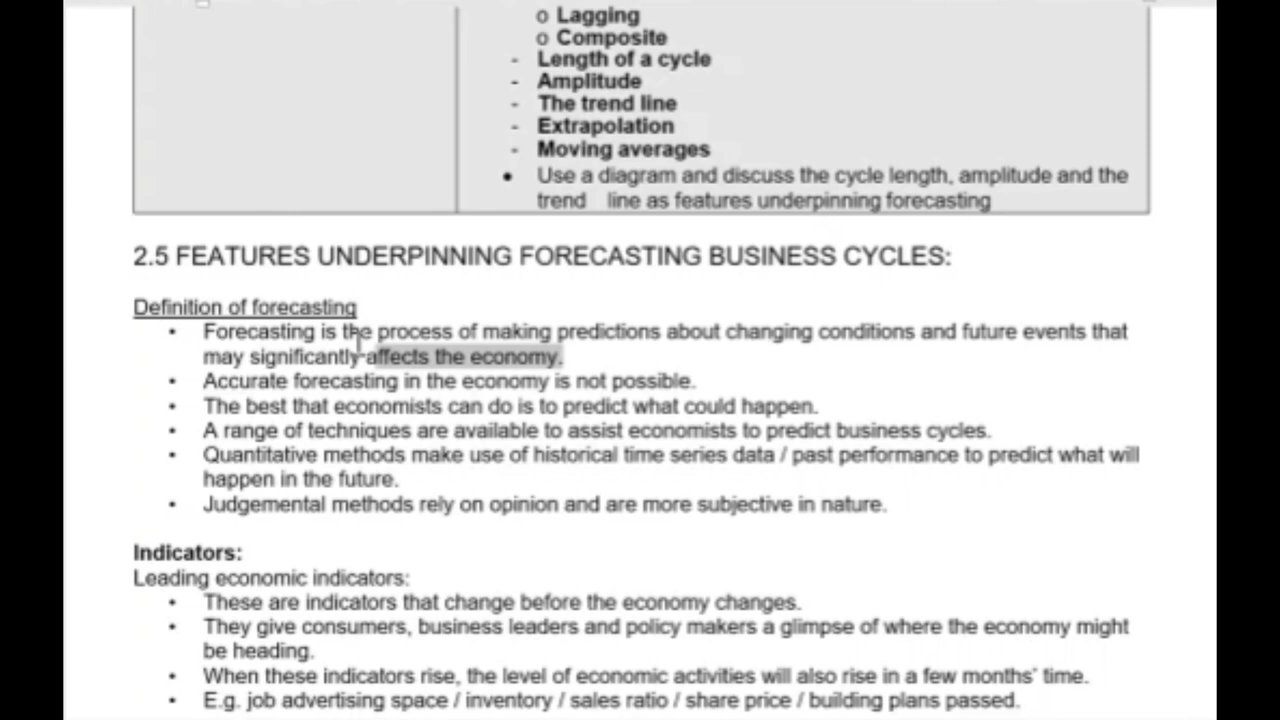 o Lagging
o Composite
- Length of a cycle
- Amplitude
- The trend line
- Extrapolation
- Moving averages
• Use a diagram and discuss the cycle length, amplitude and the
trend line as features underpinning forecasting
2.5 FEATURES UNDERPINNING FORECASTING BUSINESS CYCLES:
Definition of forecasting
• Forecasting is the process of making predictions about changing conditions and future events that
may significantly affects the economy.
• Accurate forecasting in the economy is not possible.
• The best that economists can do is to predict what could happen.
• A range of techniques are available to assist economists to predict business cycles.
• Quantitative methods make use of historical time series data / past performance to predict what will
happen in the future.
• Judgemental methods rely on opinion and are more subjective in nature.
Indicators:
Leading economic indicators:
• These are indicators that change before the economy changes.
• They give consumers, business leaders and policy makers a glimpse of where the economy might
be heading.
• When these indicators rise, the level of economic activities will also rise in a few months' time.
• E.g. job advertising space / inventory / sales ratio / share price / building plans passed.